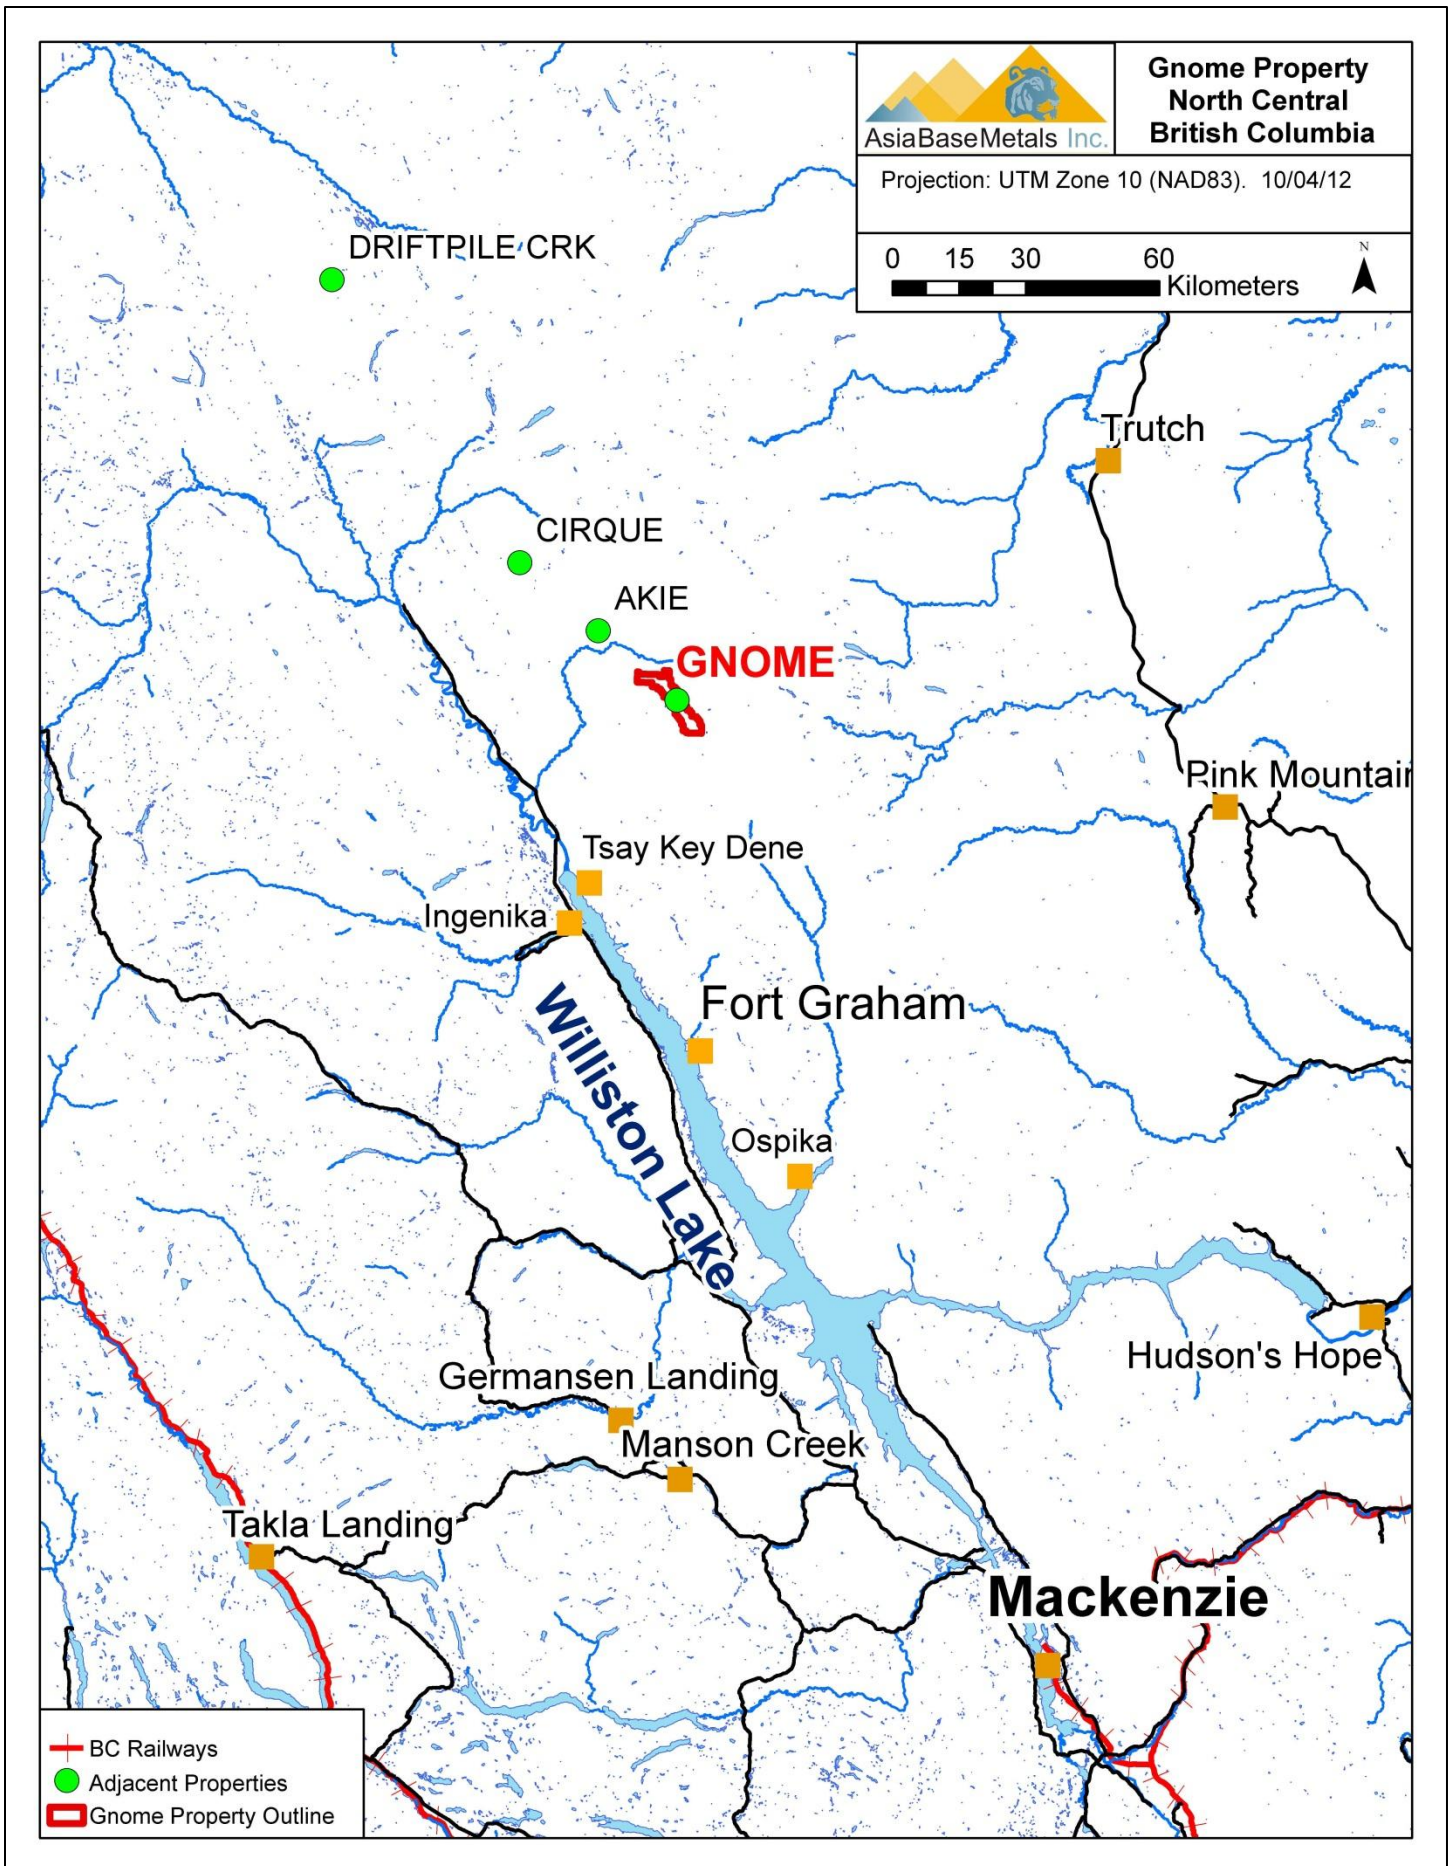 AsiaBaseMetals Inc.
Gnome Property
North Central
British Columbia
Projection: UTM Zone 10 (NAD83). 10/04/12
0 15 30 60
Kilometers
N
DRIFTPILE CRK
Trutch
CIRQUE
AKIE
GNOME
Pink Mountain
Tsay Key Dene
Ingenika
Fort Graham
Williston Lake
Ospika
Hudson's Hope
Germansen Landing
Manson Creek
Takla Landing
Mackenzie
BC Railways
Adjacent Properties
Gnome Property Outline